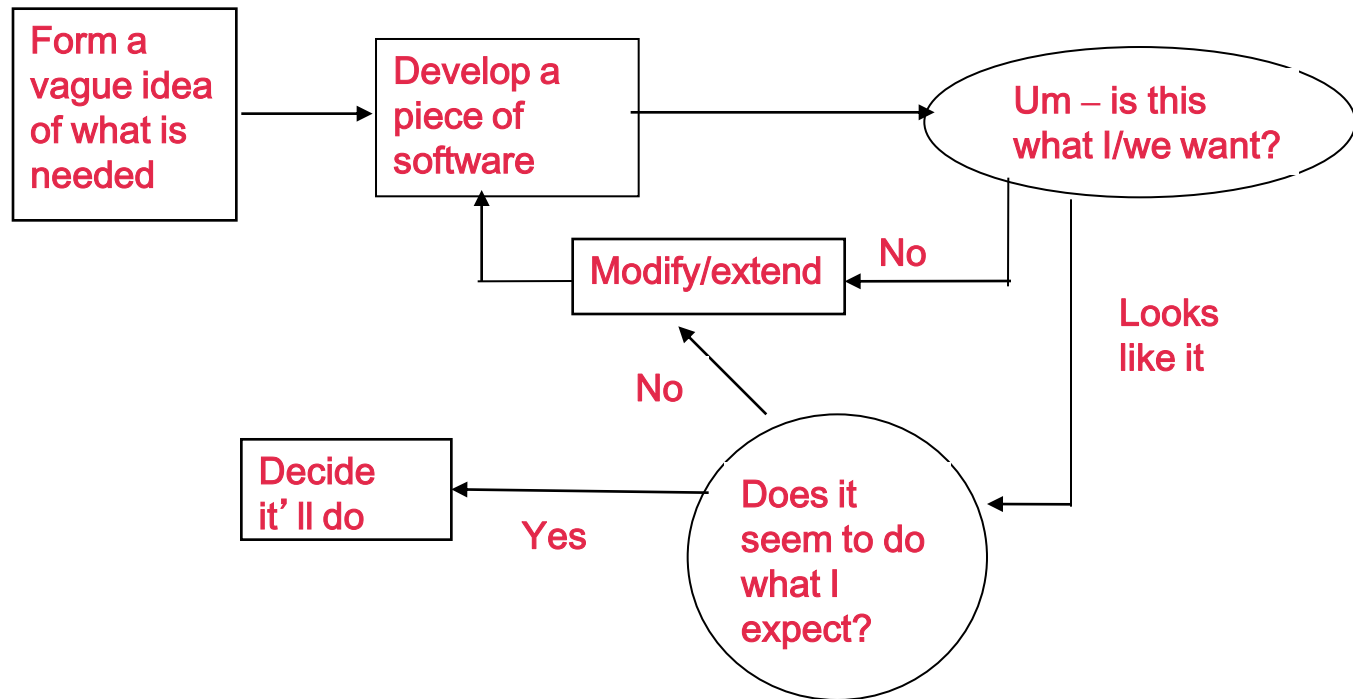 Form a
vague idea
of what is
needed
Develop a
piece of
software
Um – is this
what I/we want?
No
Modify/extend
Looks
like it
No
Does it
seem to do
what I
expect?
Yes
Decide
it’ ll do